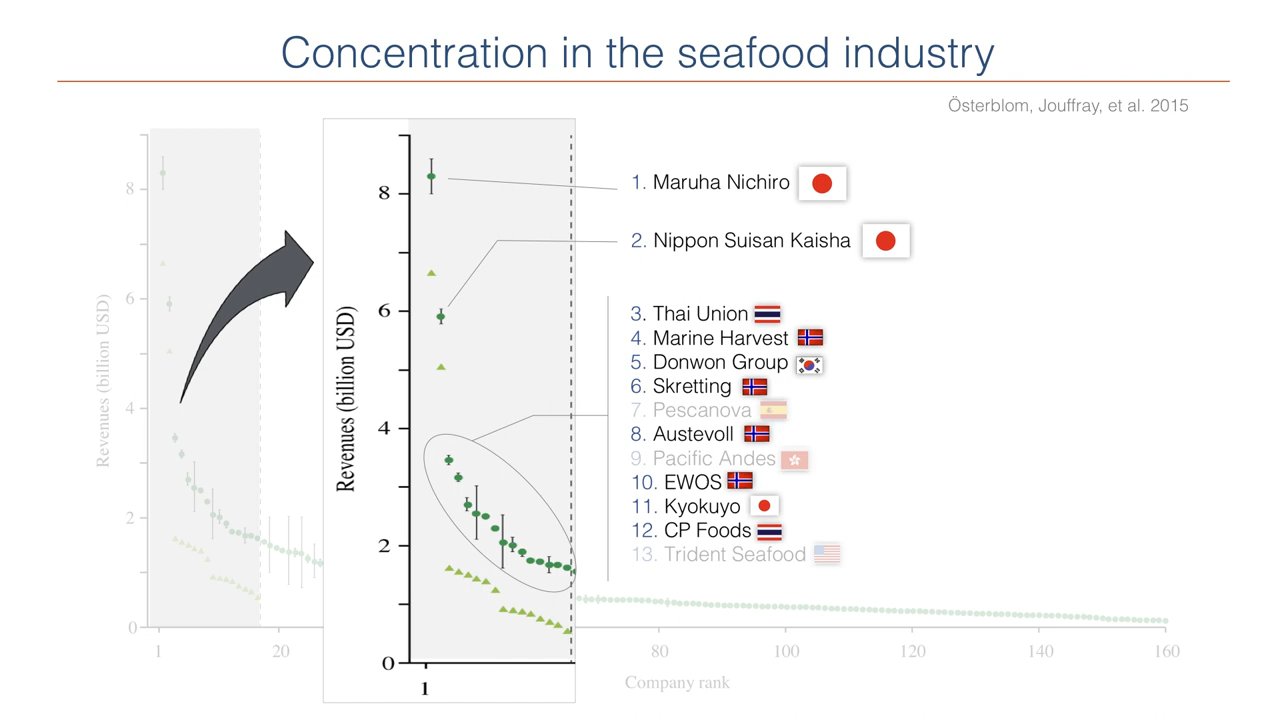 Concentration in the seafood industry
Österblom, Jouffray, et al. 2015
8
6
4
2
0
Revenues (billion USD)
1
20
8
6
4
2
0
Revenues (billion USD)
1
1. Maruha Nichiro
2. Nippon Suisan Kaisha
3. Thai Union
4. Marine Harvest
5. Donwon Group
6. Skretting
7. Pescanova
8. Austevoll
9. Pacific Andes
10. EWOS
11. Kyokuyo
12. CP Foods
13. Trident Seafood
80
100
120
140
160
Company rank